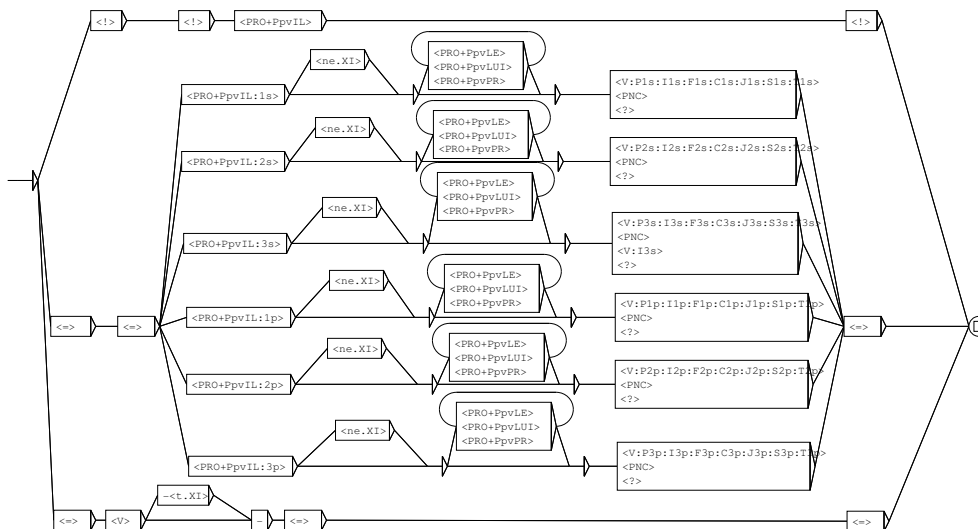 <!> <!> <PRO+PpvIL> <!>
<ne.XI>
<PRO+PpvLE>
<PRO+PpvLUI>
<PRO+PpvPR>
<PRO+PpvIL:1s>
<V:P1s:I1s:F1s:C1s:J1s:S1s:T1s>
<PNC>
<?>
<ne.XI>
<PRO+PpvLE>
<PRO+PpvLUI>
<PRO+PpvPR>
<PRO+PpvIL:2s>
<V:P2s:I2s:F2s:C2s:J2s:S2s:T2s>
<PNC>
<?>
<ne.XI>
<PRO+PpvLE>
<PRO+PpvLUI>
<PRO+PpvPR>
<PRO+PpvIL:3s>
<V:P3s:I3s:F3s:C3s:J3s:S3s:T3s>
<PNC>
<V:I3s>
<?>
<ne.XI>
<PRO+PpvLE>
<PRO+PpvLUI>
<PRO+PpvPR>
<=> <=> <PRO+PpvIL:1p>
<V:P1p:I1p:F1p:C1p:J1p:S1p:T1p>
<PNC>
<?>
<=>
<ne.XI>
<PRO+PpvLE>
<PRO+PpvLUI>
<PRO+PpvPR>
<PRO+PpvIL:2p>
<V:P2p:I2p:F2p:C2p:J2p:S2p:T2p>
<PNC>
<?>
<ne.XI>
<PRO+PpvLE>
<PRO+PpvLUI>
<PRO+PpvPR>
<PRO+PpvIL:3p>
<V:P3p:I3p:F3p:C3p:J3p:S3p:T3p>
<PNC>
<?>
-<t.XI>
<=> <V> - <=> <=>